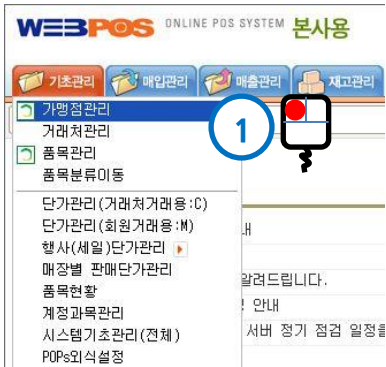 WEBPOS ONLINE POS SYSTEM 본사용
기초관리 매입관리 매출관리 재고관리
가맹점관리
거래처관리
품목관리
품목분류이동
단가관리(거래처거래용:C)
단가관리(회원거래용:M)
행사(세일)단가관리
매장별 판매단가관리
품목현황
계정과목관리
시스템기초관리(전체)
POPs외식설정
1
내
알려드립니다.
안내
서버 정기 점검 일정을